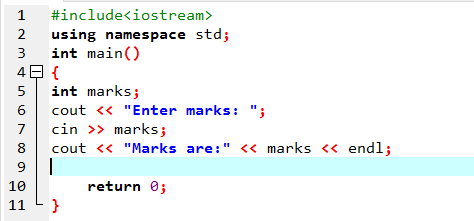 1 #include<iostream>
2 using namespace std;
3 int main()
4 {
5 int marks;
6 cout << "Enter marks: ";
7 cin >> marks;
8 cout << "Marks are:" << marks << endl;
9
10     return 0;
11 }